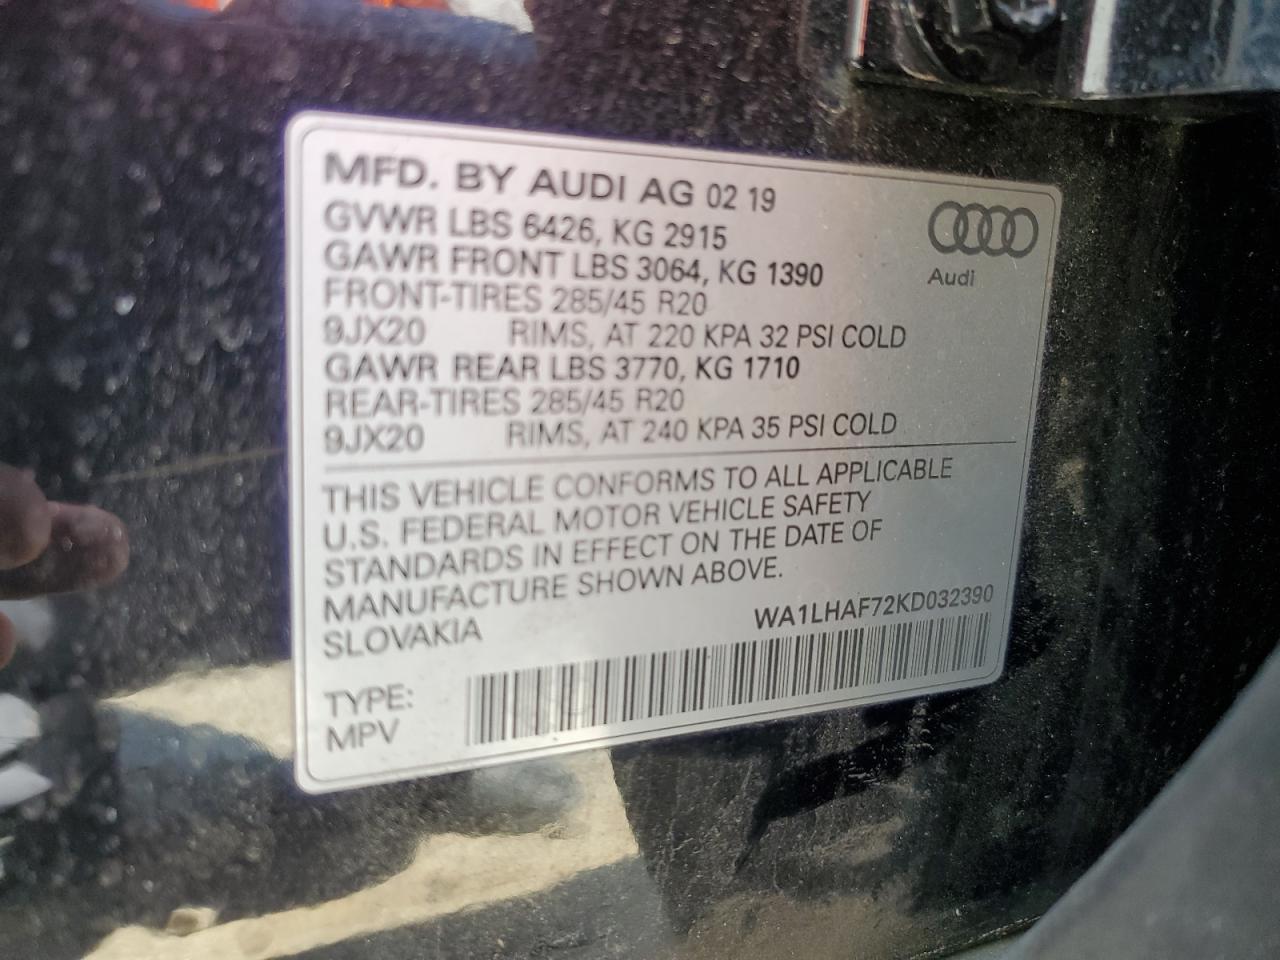 MFD. BY AUDI AG 02 19
GVWR LBS 6426, KG 2915
GAWR FRONT LBS 3064, KG 1390
FRONT-TIRES 285/45 R20
9JX20 RIMS, AT 220 KPA 32 PSI COLD
GAWR REAR LBS 3770, KG 1710
REAR-TIRES 285/45 R20
9JX20 RIMS, AT 240 KPA 35 PSI COLD
Audi
THIS VEHICLE CONFORMS TO ALL APPLICABLE
U.S. FEDERAL MOTOR VEHICLE SAFETY
STANDARDS IN EFFECT ON THE DATE OF
MANUFACTURE SHOWN ABOVE.
SLOVAKIA
WA1LHAF72KD032390
TYPE:
MPV